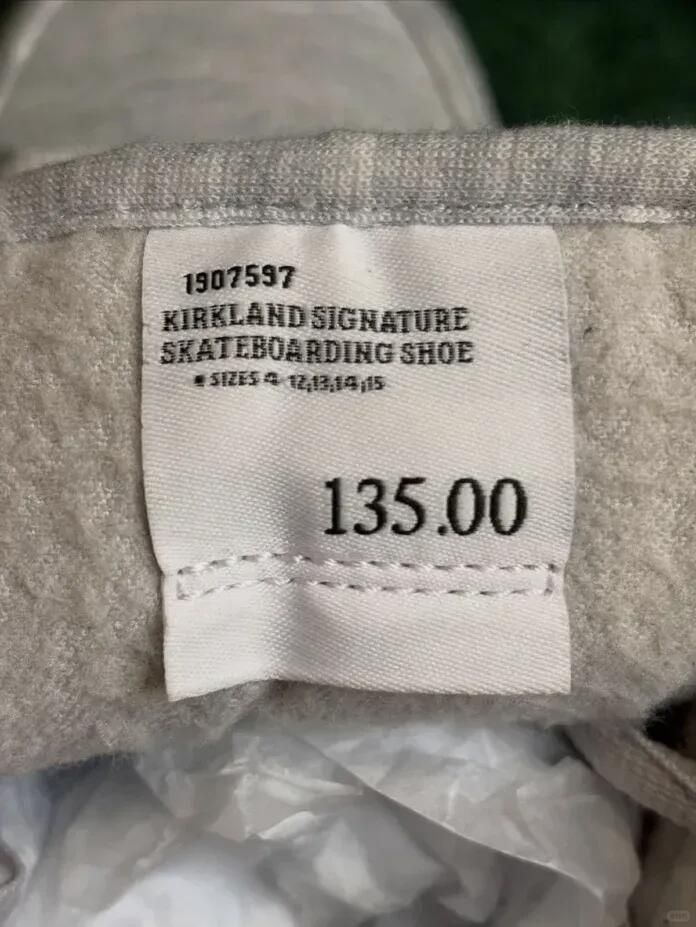 1907597
KIRKLAND SIGNATURE
SKATEBOARDING SHOE
* SIZES 4-12,13,14,15
135.00